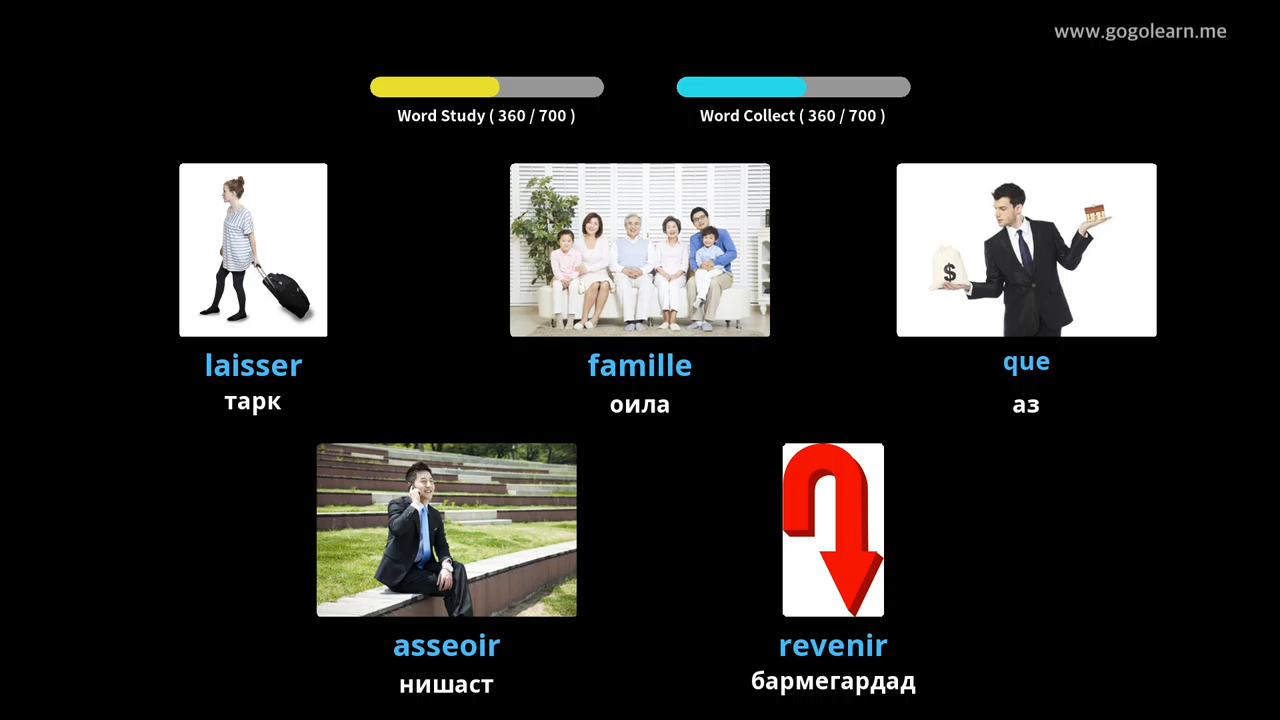 www.gogolearn.me
Word Study ( 360 / 700 )
Word Collect ( 360 / 700 )
laisser
тарк
famille
оила
$
que
аз
asseoir
нишаст
revenir
бармегардад